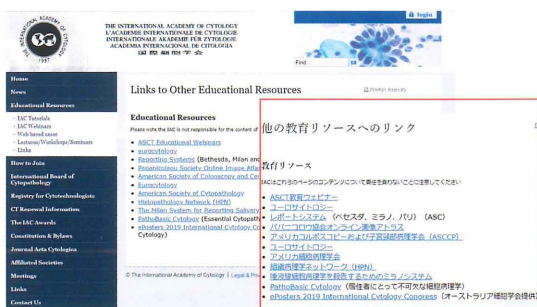 THE INTERNATIONAL ACADEMY OF CYTOLOGY
L'ACADEMIE INTERNATIONALE DE CYTOLOGIE
INTERNATIONALE AKADEMIE FÜR ZYTOLOGIE
ACADEMIA INTERNACIONAL DE CITOLOGIA
国際細胞学会
1957
login
Find
Home
News
Educational Resources
IAC Tutorials
IAC Webinars
Web based cases
Lectures/Workshops/Seminars
Links
How to Join
International Board of Cytopathology
Registry for Cytotechnologists
CT Renewal Information
The IAC Awards
Constitution & Bylaws
Journal Acta Cytologica
Affiliated Societies
Meetings
Links
Contact Us
Links to Other Educational Resources
Printer friendly
Educational Resources
Please note the IAC is not responsible for the content of
ASCT Educational Webinars
eurocytology
Reporting Systems (Bethesda, Milan and
Papanicolaou Society Online Image Atlas
American Society of Colposcopy and Cer
Eurocytology
American Society of Cytopathology
Histopathology Network (HPN)
The Milan System for Reporting Salivary
PathoBasic Cytology (Essential Cytopath
ePosters 2019 International Cytology Co
Cytology)
© The International Academy of Cytology | Legal & Priv
他の教育リソースへのリンク
教育リソース
IACはこれらのページのコンテンツについて責任を負わないことに注意してください
ASCT教育ウェビナー
ユーロサイトロジー
レポートシステム (ベセスダ、ミラノ、パリ) (ASC)
パパニコロウ協会オンライン画像アトラス
アメリカコルポスコピーおよび子宮頸部病理学会 (ASCCP)
ユーロサイトロジー
アメリカ細胞病理学会
組織病理学ネットワーク (HPN)
唾液腺細胞病理学を報告するためのミラノシステム
PathoBasic Cytology (居住者にとって不可欠な細胞病理学)
ePosters 2019 International Cytology Congress (オーストラリア細胞学会提供)